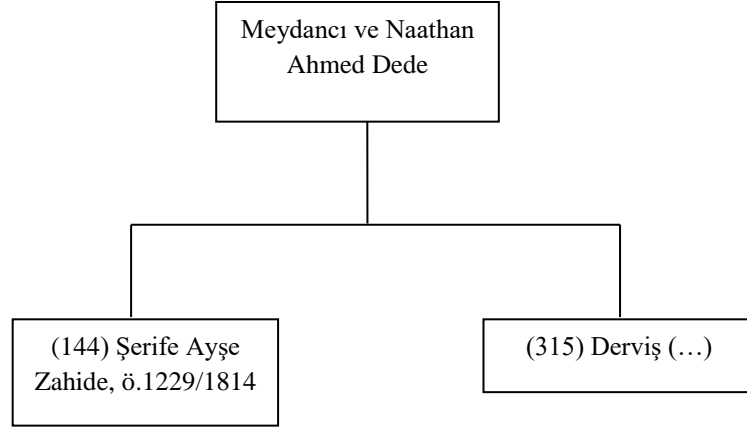 Meydancı ve Naathan
Ahmed Dede
(144) Şerife Ayşe
Zahide, ö.1229/1814
(315) Derviş (…)